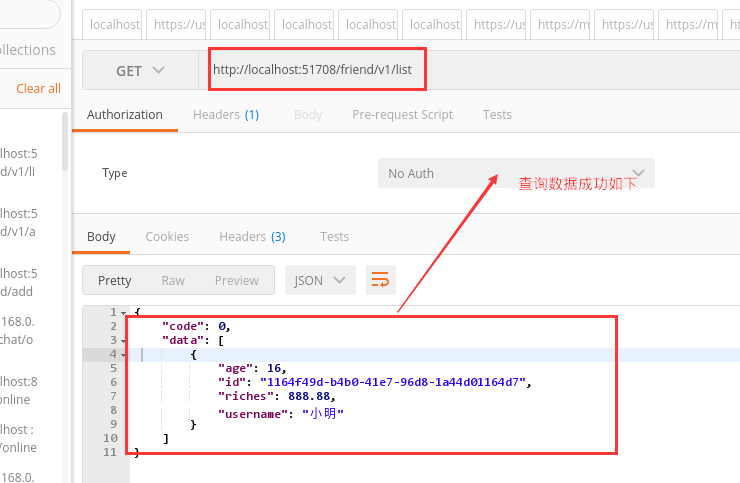 localhost
https://us
localhost
localhost
localhost
localhost
https://us
https://m
https://us
https://m
ht
ollections
Clear all
GET
http://localhost:51708/friend/v1/list
Authorization
Headers (1)
Body
Pre-request Script
Tests
Type
No Auth
查询数据成功如下
lhost:5
d/v1/li
lhost:5
d/v1/a
lhost:5
d/add
168.0.
chat/o
lhost:8
online
lhost :
/online
168.0.
Body
Cookies
Headers (3)
Tests
Pretty
Raw
Preview
JSON
1 {
2 "code": 0,
3 "data": [
4 {
5 "age": 16,
6 "id": "1164f49d-b4b0-41e7-96d8-1a44d01164d7",
7 "riches": 888.88,
8 "username": "小明"
9 }
10 ]
11 }